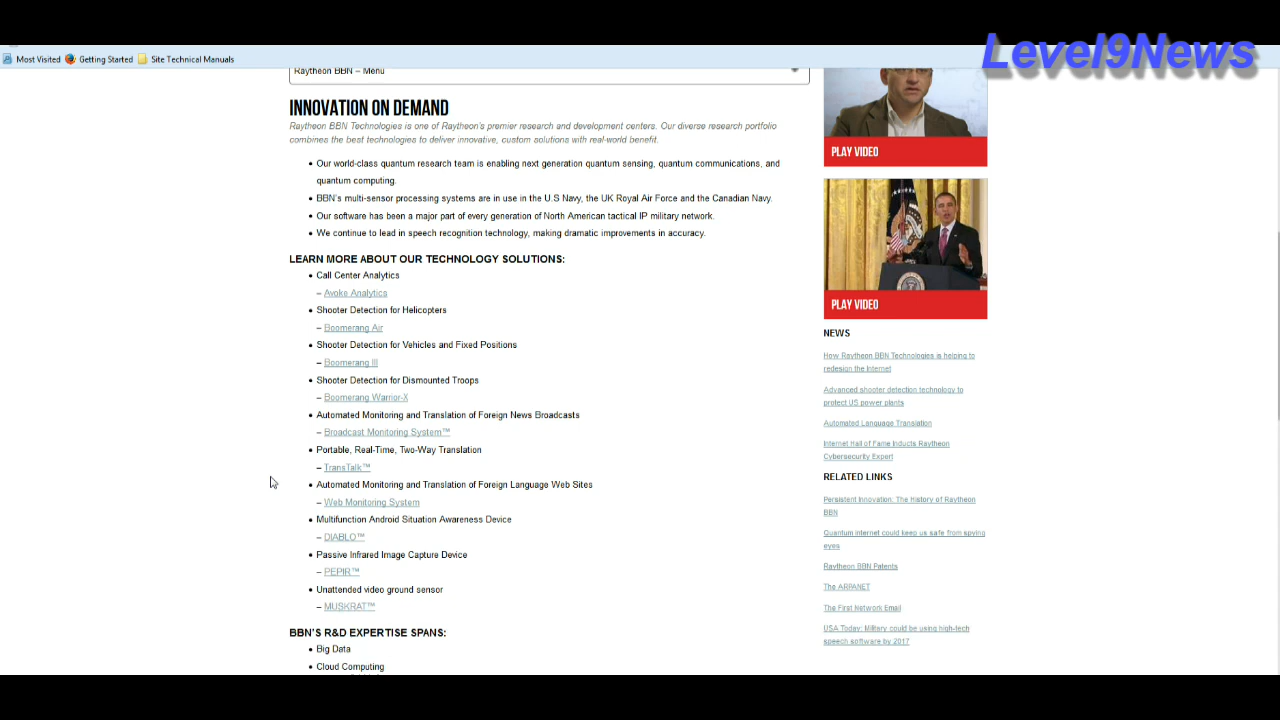 Level9News
Most Visited Getting Started Site Technical Manuals
Raytheon BBN – Menu
INNOVATION ON DEMAND
Raytheon BBN Technologies is one of Raytheon's premier research and development centers. Our diverse research portfolio
combines the best technologies to deliver innovative, custom solutions with real-world benefit.
• Our world-class quantum research team is enabling next generation quantum sensing, quantum communications, and
quantum computing.
• BBN's multi-sensor processing systems are in use in the U.S Navy, the UK Royal Air Force and the Canadian Navy.
• Our software has been a major part of every generation of North American tactical IP military network.
• We continue to lead in speech recognition technology, making dramatic improvements in accuracy.
LEARN MORE ABOUT OUR TECHNOLOGY SOLUTIONS:
• Call Center Analytics
– Avoke Analytics
• Shooter Detection for Helicopters
– Boomerang Air
• Shooter Detection for Vehicles and Fixed Positions
– Boomerang III
• Shooter Detection for Dismounted Troops
– Boomerang Warrior-X
• Automated Monitoring and Translation of Foreign News Broadcasts
– Broadcast Monitoring System™
• Portable, Real-Time, Two-Way Translation
– TransTalk™
• Automated Monitoring and Translation of Foreign Language Web Sites
– Web Monitoring System
• Multifunction Android Situation Awareness Device
– DIABLO™
• Passive Infrared Image Capture Device
– PEPIR™
• Unattended video ground sensor
– MUSKRAT™
BBN'S R&D EXPERTISE SPANS:
• Big Data
• Cloud Computing
PLAY VIDEO
PLAY VIDEO
NEWS
How Raytheon BBN Technologies is helping to
redesign the Internet
Advanced shooter detection technology to
protect US power plants
Automated Language Translation
Internet Hall of Fame Inducts Raytheon
Cybersecurity Expert
RELATED LINKS
Persistent Innovation: The History of Raytheon
BBN
Quantum internet could keep us safe from spying
eyes
Raytheon BBN Patents
The ARPANET
The First Network Email
USA Today: Military could be using high-tech
speech software by 2017